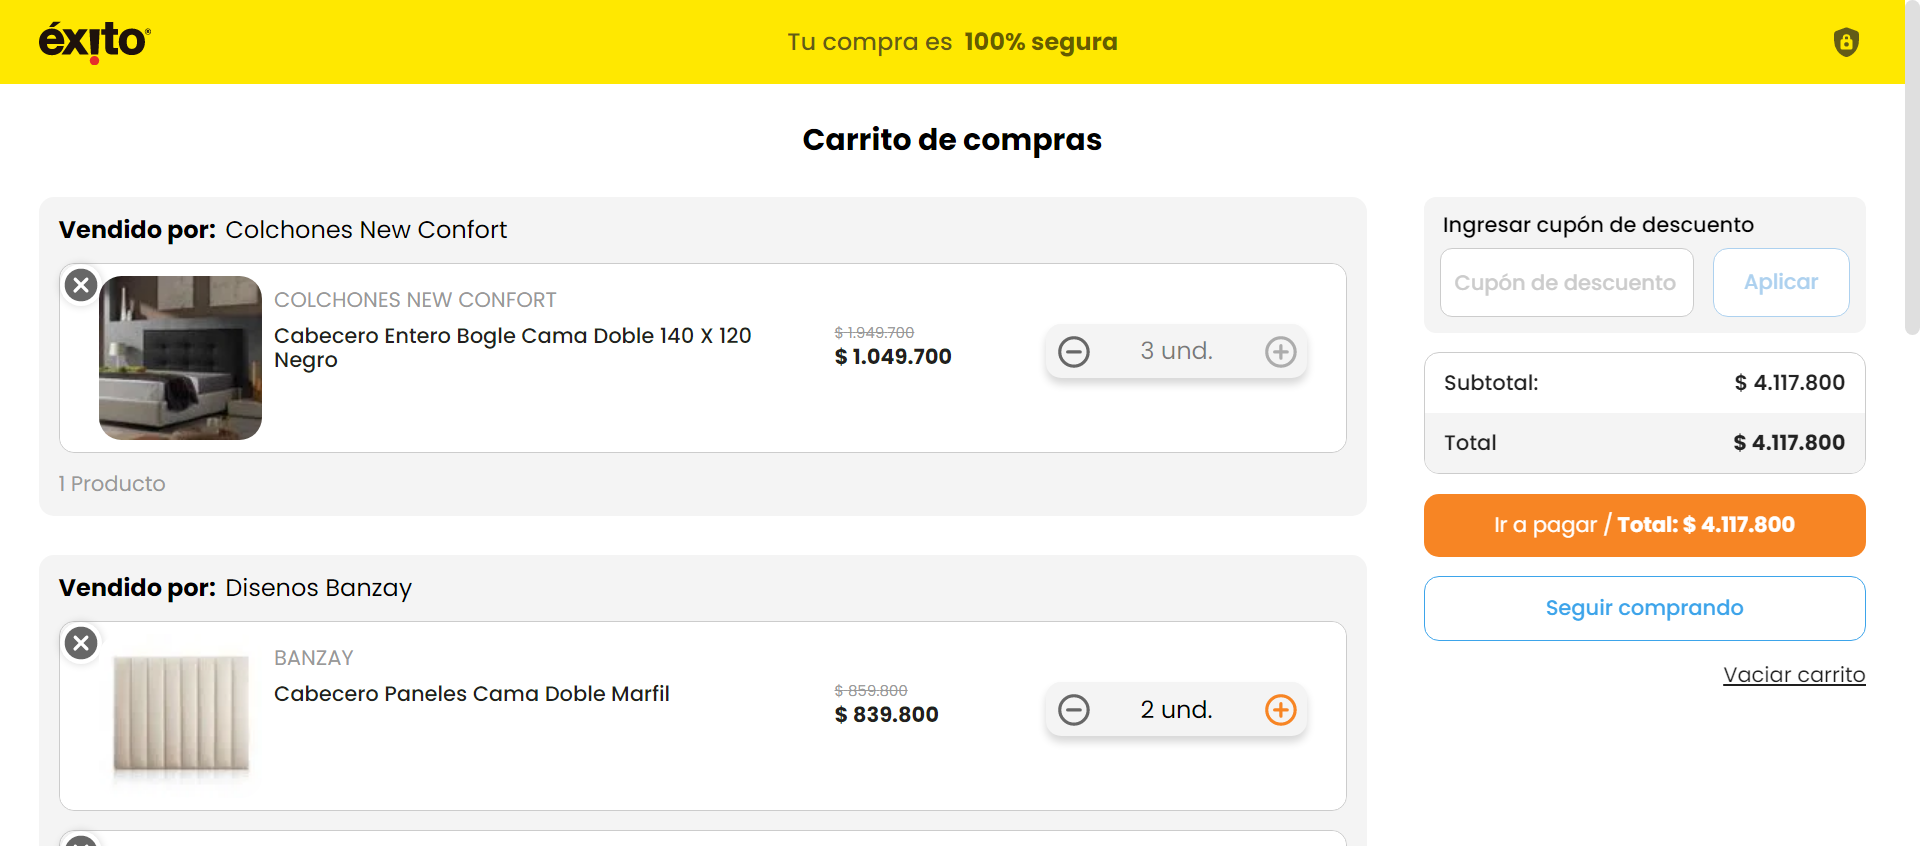 éxito®
Tu compra es 100% segura
Carrito de compras
Vendido por: Colchones New Confort
COLCHONES NEW CONFORT
Cabecero Entero Bogle Cama Doble 140 X 120
Negro
$ 1.949.700
$ 1.049.700
3 und.
1 Producto
Vendido por: Disenos Banzay
BANZAY
Cabecero Paneles Cama Doble Marfil
$ 859.800
$ 839.800
2 und.
Ingresar cupón de descuento
Cupón de descuento
Aplicar
Subtotal: $ 4.117.800
Total $ 4.117.800
Ir a pagar / Total: $ 4.117.800
Seguir comprando
Vaciar carrito